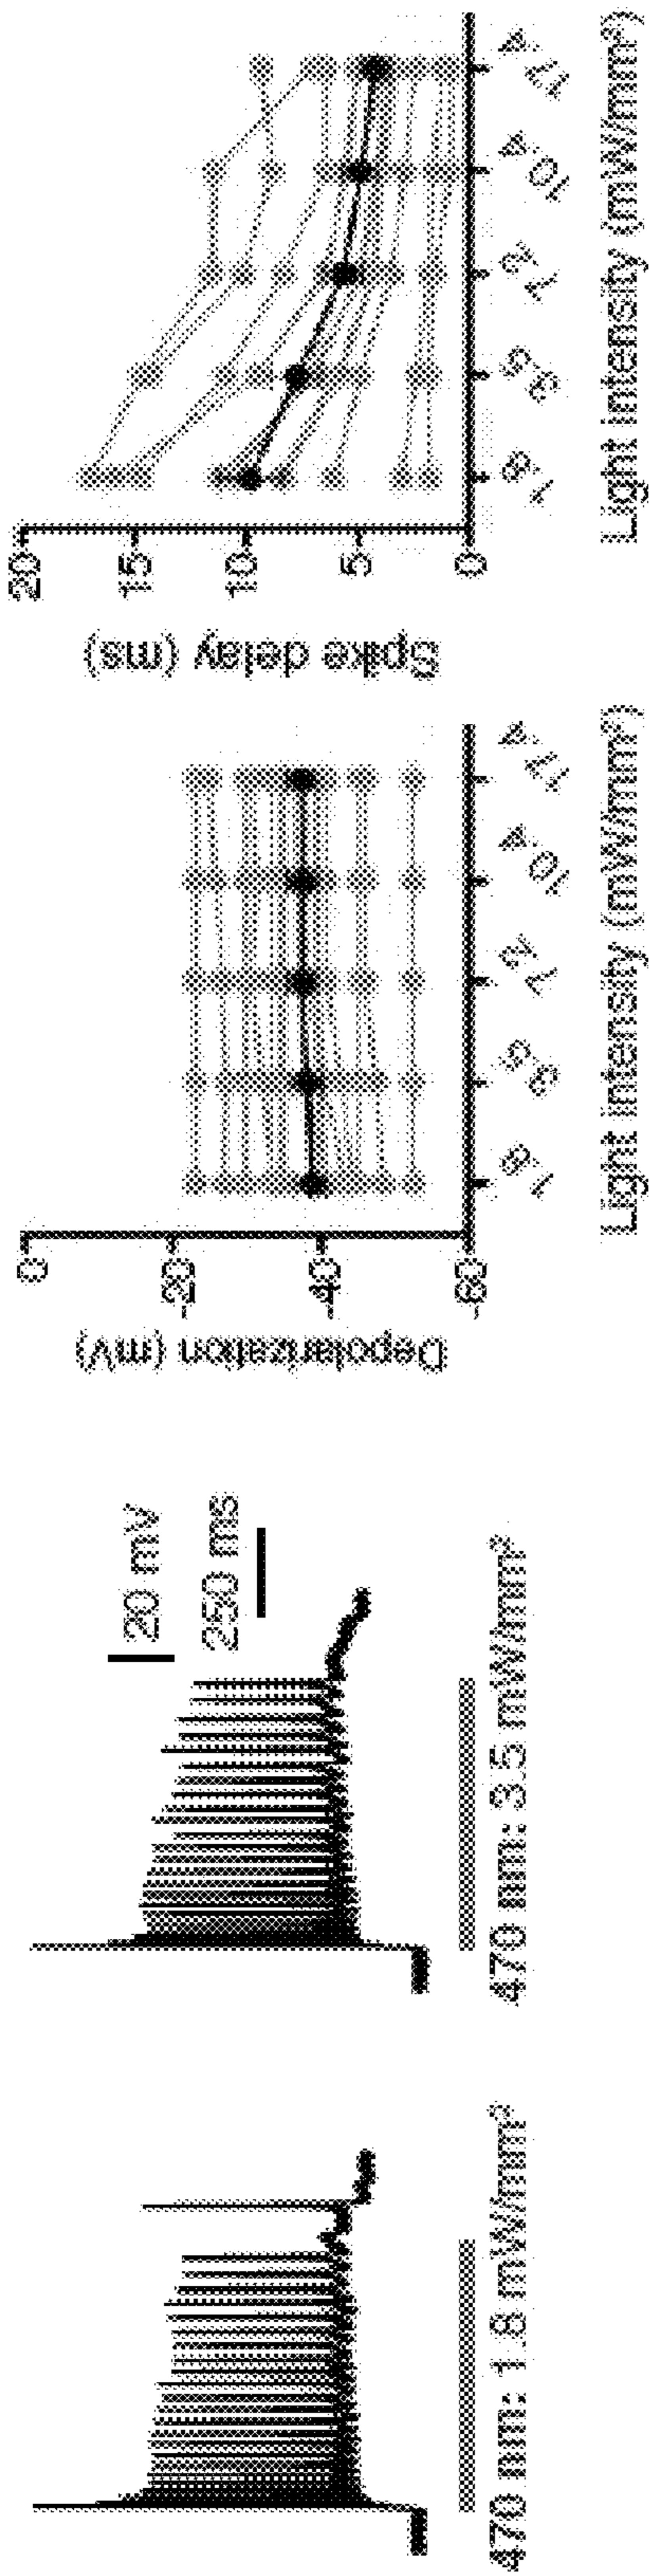 470 nm: 1.8 mW/mm²
470 nm: 3.5 mW/mm²
20 mV
250 ms
Depolarization (mV)
0
-20
-40
-60
1.8
3.5
7.2
10.4
17.4
Light intensity (mW/mm²)
Spike delay (ms)
20
15
10
5
0
1.8
3.5
7.2
10.4
17.4
Light intensity (mW/mm²)